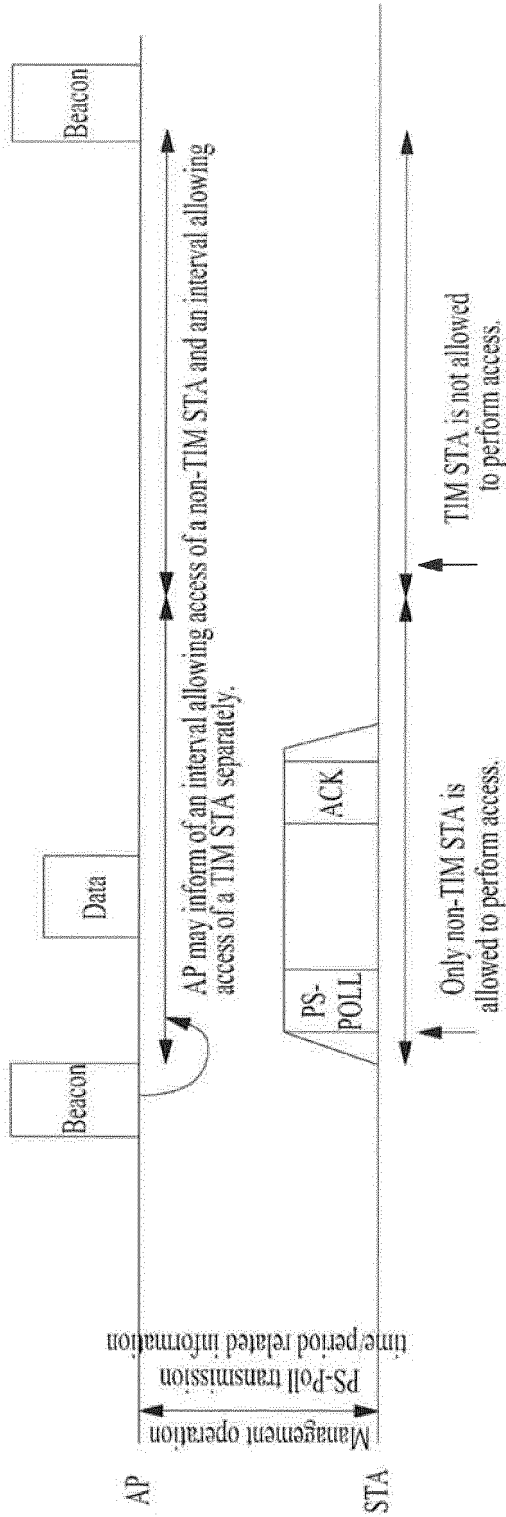 AP
STA
Management operation
PS-Poll transmission
time/period related information
Beacon
Data
Beacon
AP may inform of an interval allowing access of a non-TIM STA and an interval allowing
access of a TIM STA separately.
PS-
POLL
ACK
Only non-TIM STA is
allowed to perform access.
TIM STA is not allowed
to perform access.